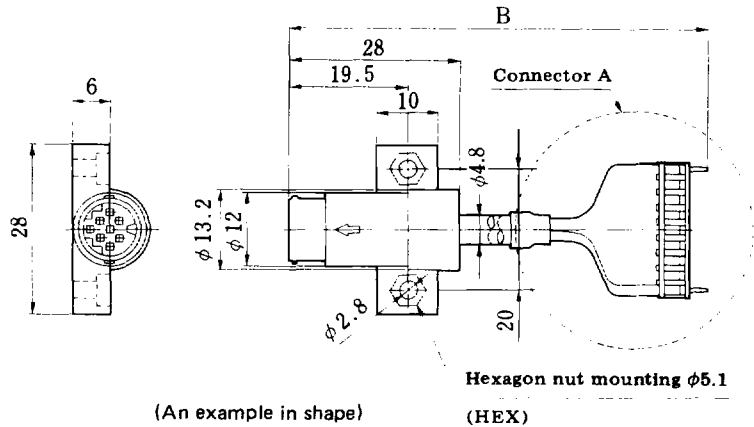 B
28
19.5
Connector A
6
10
φ4.8
28
φ13.2
φ12
φ2.8
20
Hexagon nut mounting φ5.1
(HEX)
(An example in shape)